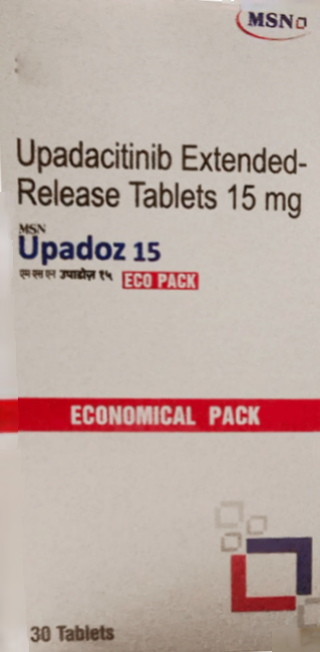 MSN
Upadacitinib Extended-
Release Tablets 15 mg
MSN
Upadoz 15
एम एस एन उपाडोज़ १५ ECO PACK
ECONOMICAL PACK
30 Tablets